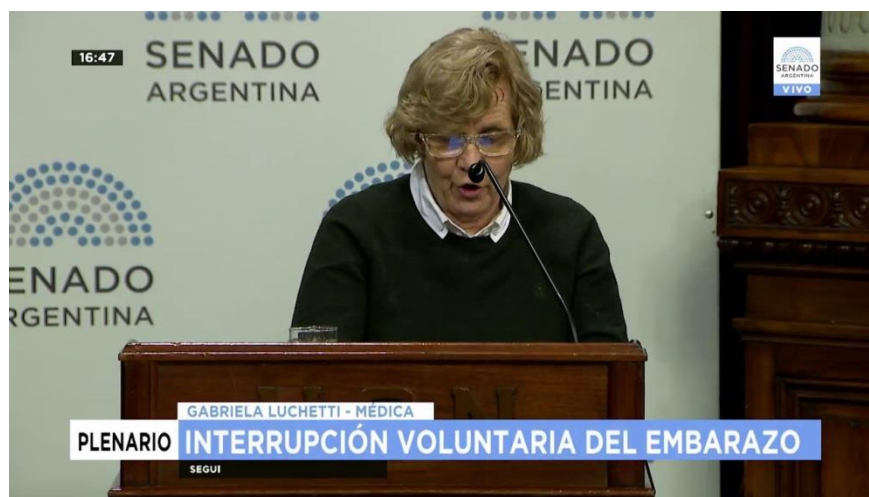 16:47
SENADO
ARGENTINA
ENADO
ENTINA
SENADO
ARGENTINA
VIVO
ENADO
RGENTINA
GABRIELA LUCHETTI - MÉDICA
PLENARIO
INTERRUPCIÓN VOLUNTARIA DEL EMBARAZO
SEGUI